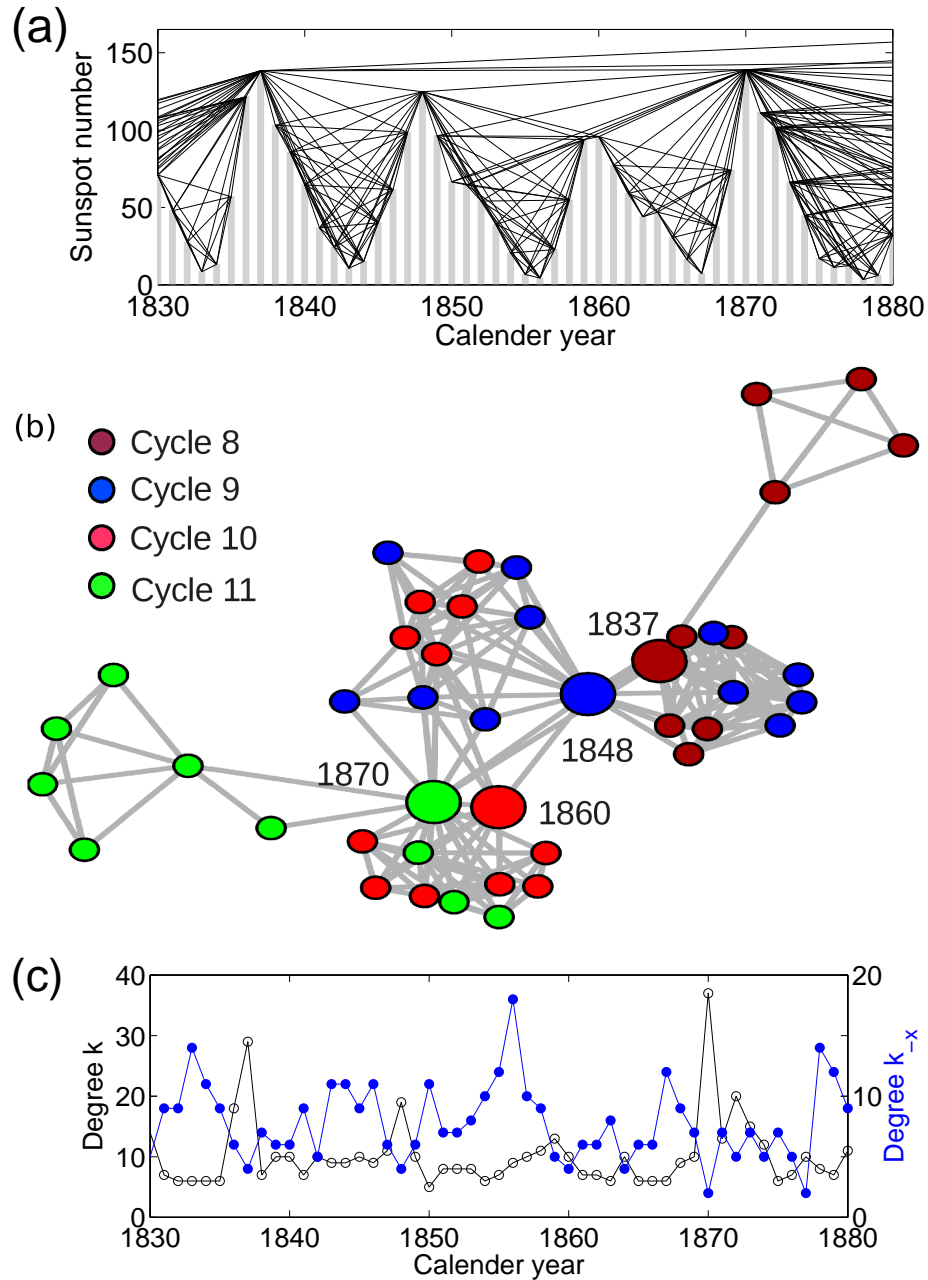 (a)
Sunspot number
150
100
50
0
1830 1840 1850 1860 1870 1880
Calender year
(b)
Cycle 8
Cycle 9
Cycle 10
Cycle 11
1837
1848
1870
1860
(c)
Degree k
40
30
20
10
0
20
10
0
Degree k_{-x}
1830 1840 1850 1860 1870 1880
Calender year